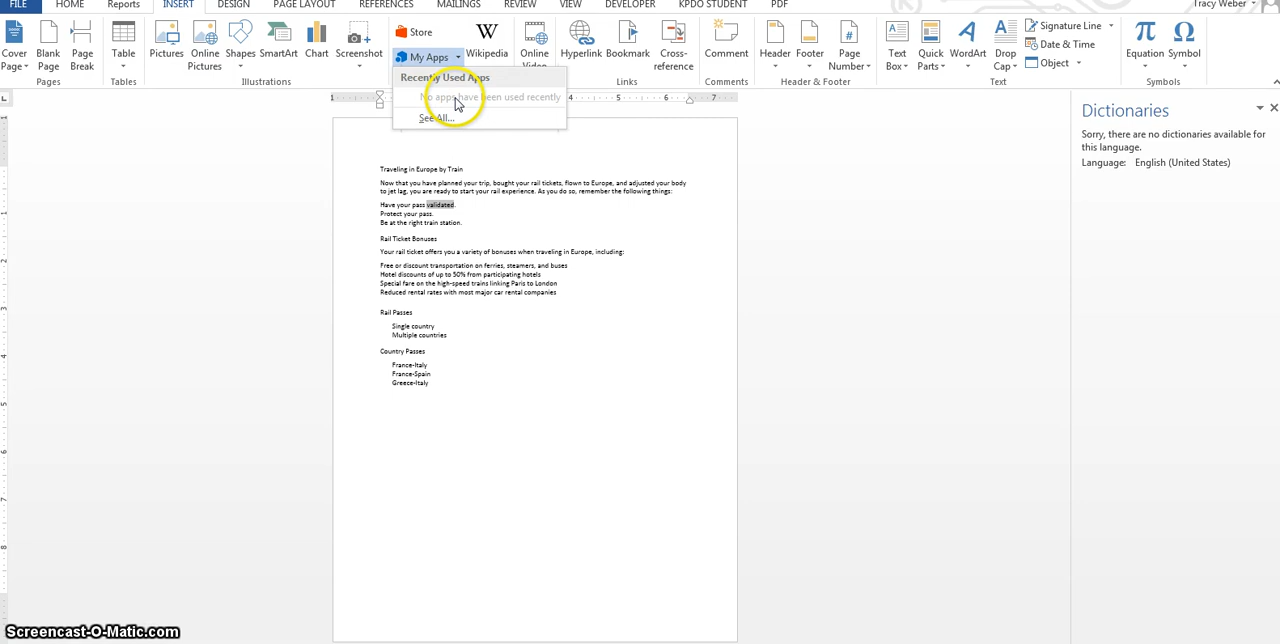 FILE HOME Reports INSERT DESIGN PAGE LAYOUT REFERENCES MAILINGS REVIEW VIEW DEVELOPER KPDO STUDENT PDF Tracy Weber
Store
Signature Line
Cover Blank Page Table Pictures Online Shapes SmartArt Chart Screenshot My Apps Wikipedia Online Hyperlink Bookmark Cross- Comment Header Footer Page Text Quick WordArt Drop Date & Time Equation Symbol
Page Page Break Pictures Video reference Number Box Parts Cap Object
Pages Tables Illustrations Links Comments Header & Footer Text Symbols
Recently Used Apps
No apps have been used recently
See All...
1 4 5 6 7
Dictionaries
Sorry, there are no dictionaries available for
this language.
Language: English (United States)
Traveling in Europe by Train
Now that you have planned your trip, bought your rail tickets, flown to Europe, and adjusted your body
to jet lag, you are ready to start your rail experience. As you do so, remember the following things:
Have your pass validated.
Protect your pass.
Be at the right train station.
Rail Ticket Bonuses
Your rail ticket offers you a variety of bonuses when traveling in Europe, including:
Free or discount transportation on ferries, steamers, and buses
Hotel discounts of up to 50% from participating hotels
Special fare on the high-speed trains linking Paris to London
Reduced rental rates with most major car rental companies
Rail Passes
Single country
Multiple countries
Country Passes
France-Italy
France-Spain
Greece-Italy
Screencast-O-Matic.com